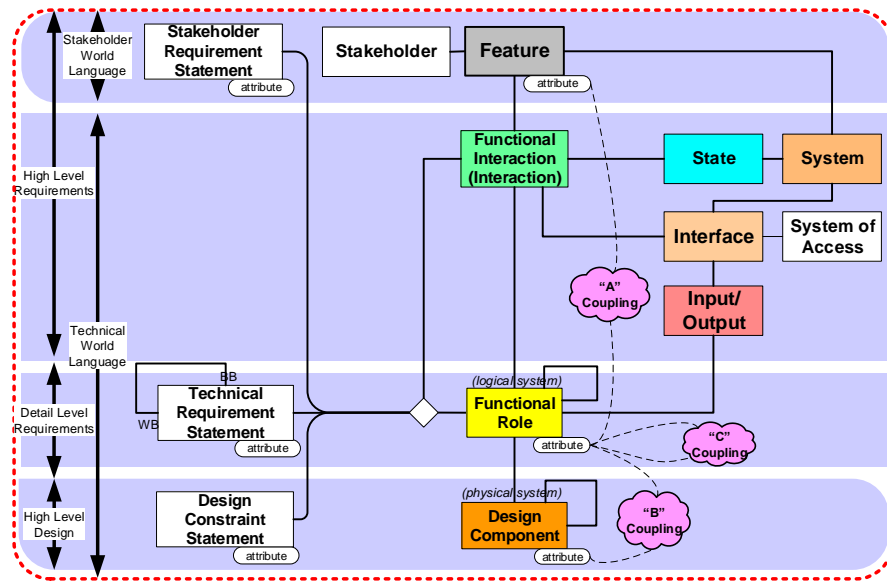 Stakeholder
World
Language
Stakeholder
Requirement
Statement
attribute
Stakeholder
Feature
attribute
High Level
Requirements
Functional
Interaction
(Interaction)
State
System
Interface
System of
Access
"A"
Coupling
Input/
Output
Technical
World
Language
BB
WB
Technical
Requirement
Statement
attribute
(logical system)
Functional
Role
attribute
Detail Level
Requirements
"C"
Coupling
High Level
Design
Design
Constraint
Statement
attribute
(physical system)
Design
Component
attribute
"B"
Coupling